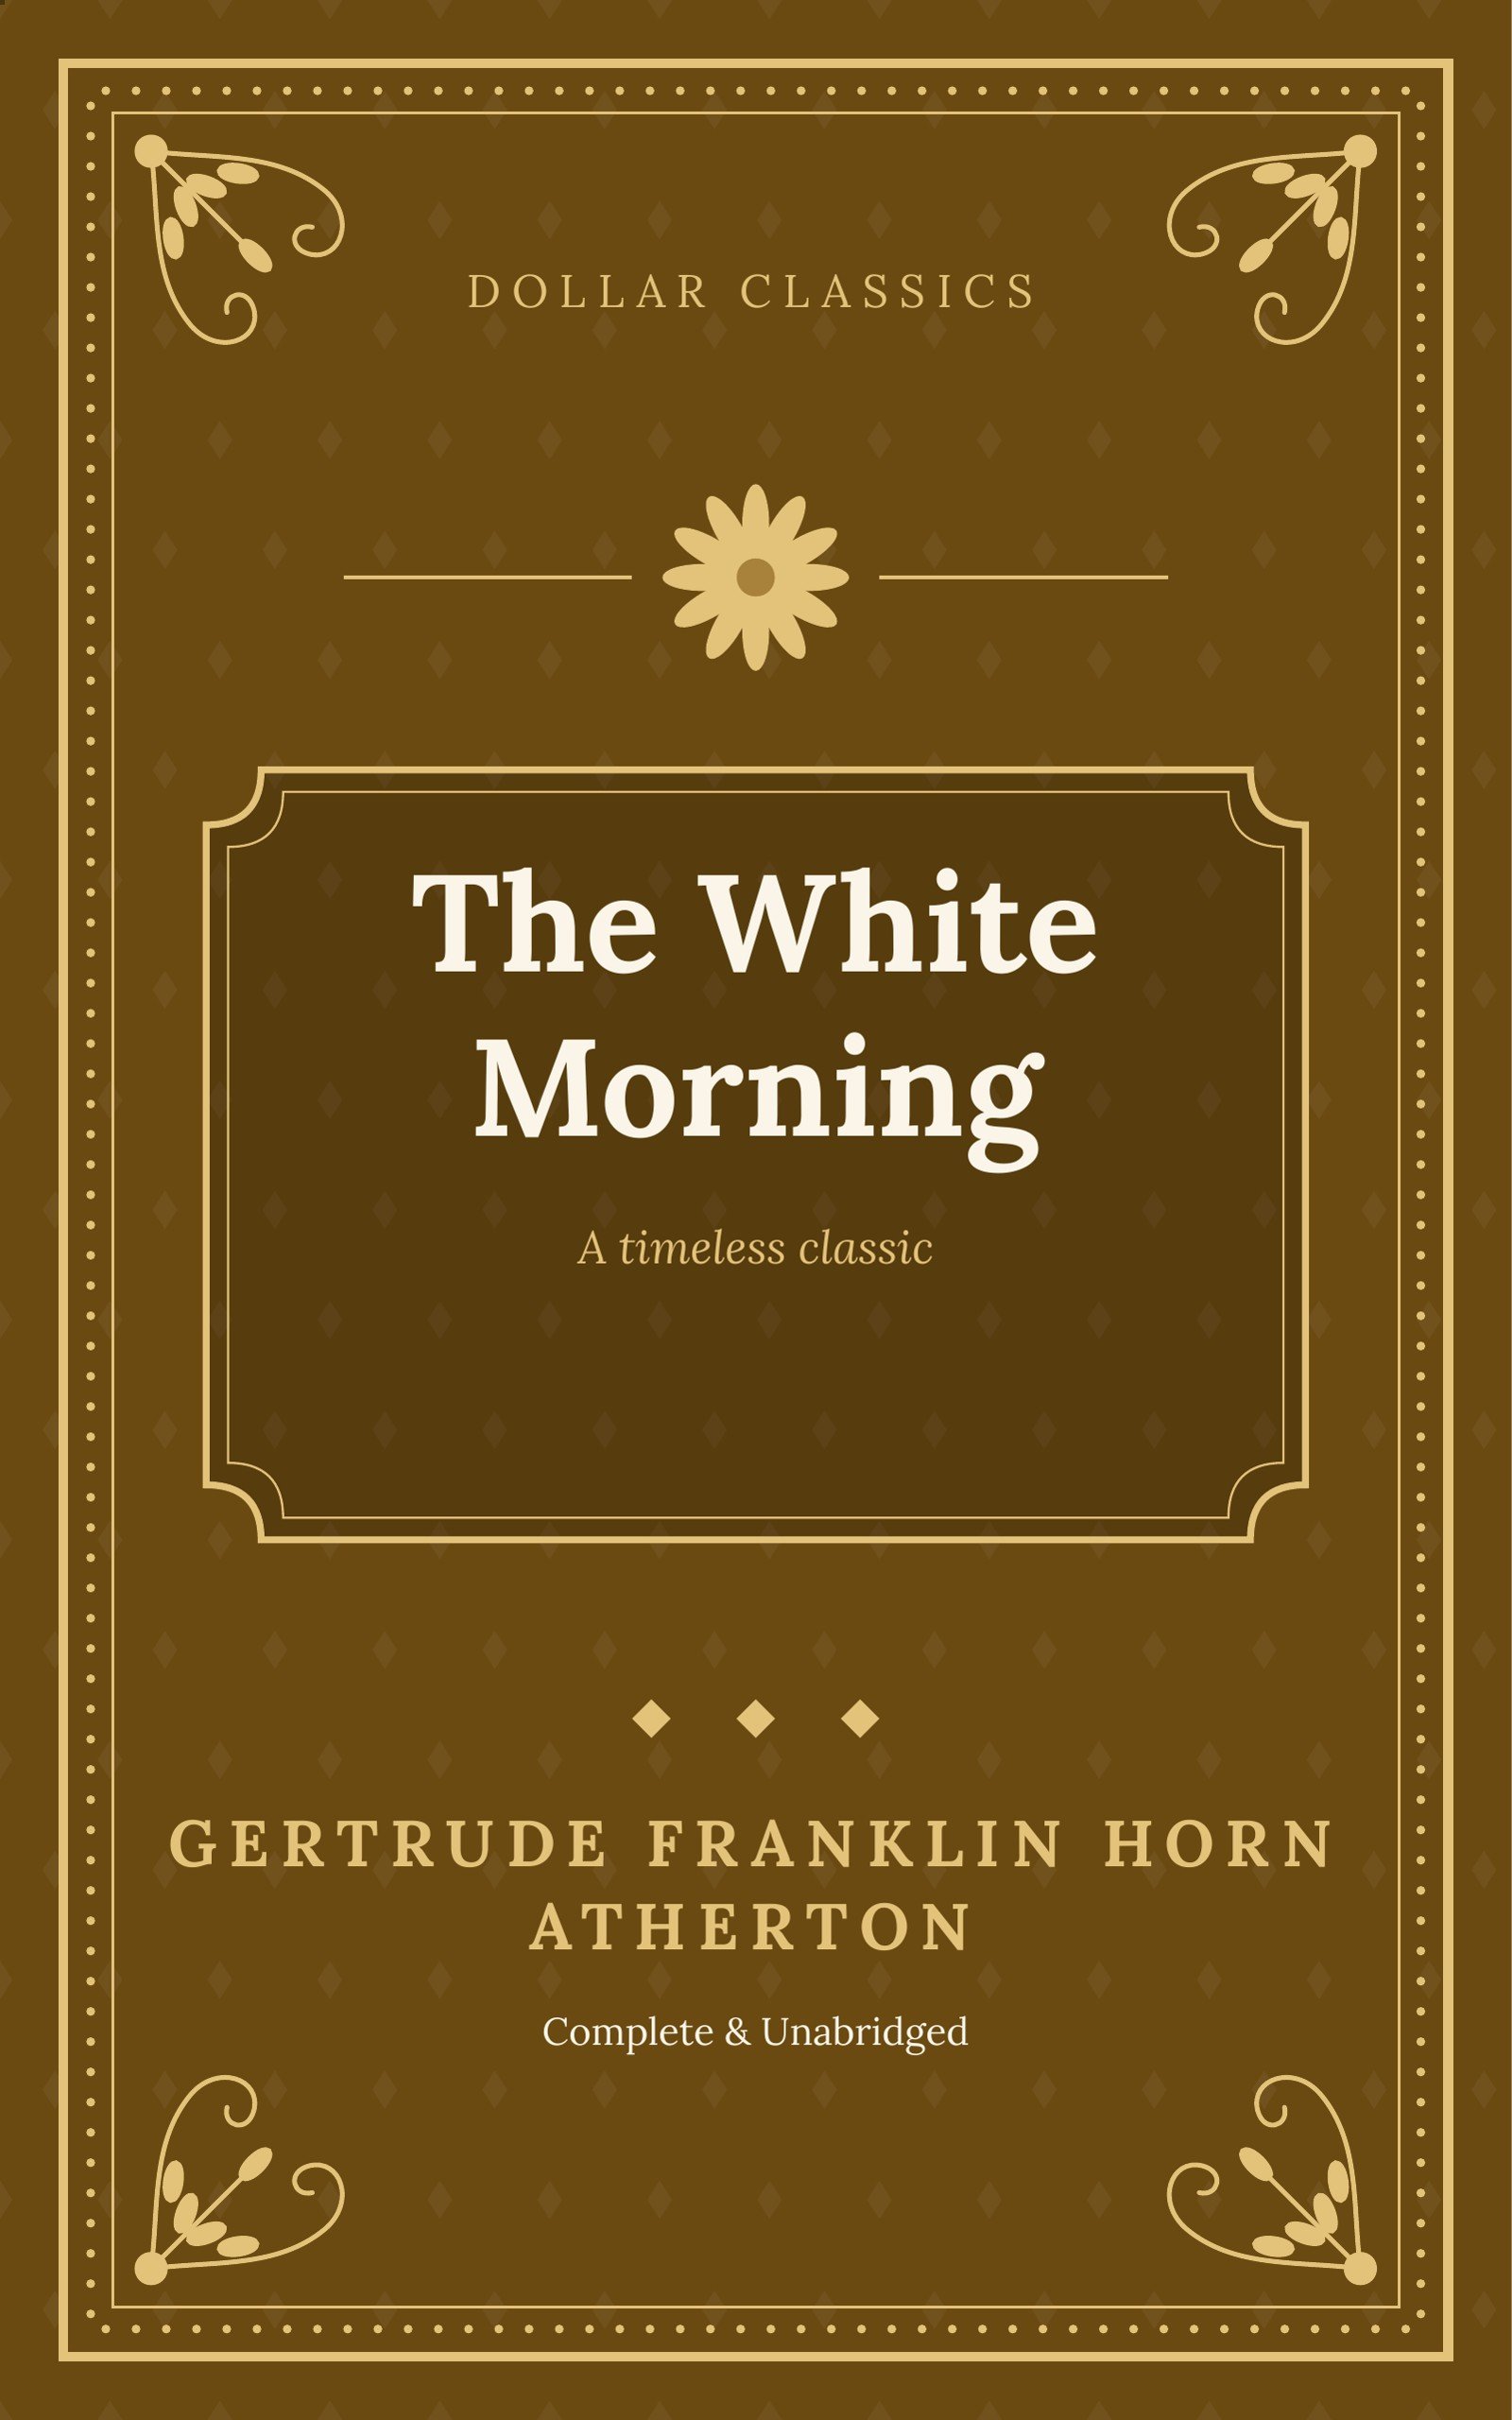 DOLLAR CLASSICS
The White
Morning
A timeless classic
GERTRUDE FRANKLIN HORN
ATHERTON
Complete & Unabridged